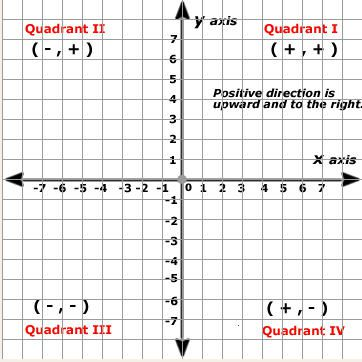 Quadrant II
( - , + )
y axis
Quadrant I
( + , + )
Positive direction is
upward and to the right.
x axis
7
6
5
4
3
2
1
-7 -6 -5 -4 -3 -2 -1 0 1 2 3 4 5 6 7
-1
-2
-3
-4
-5
-6
-7
( - , - )
Quadrant III
( + , - )
Quadrant IV